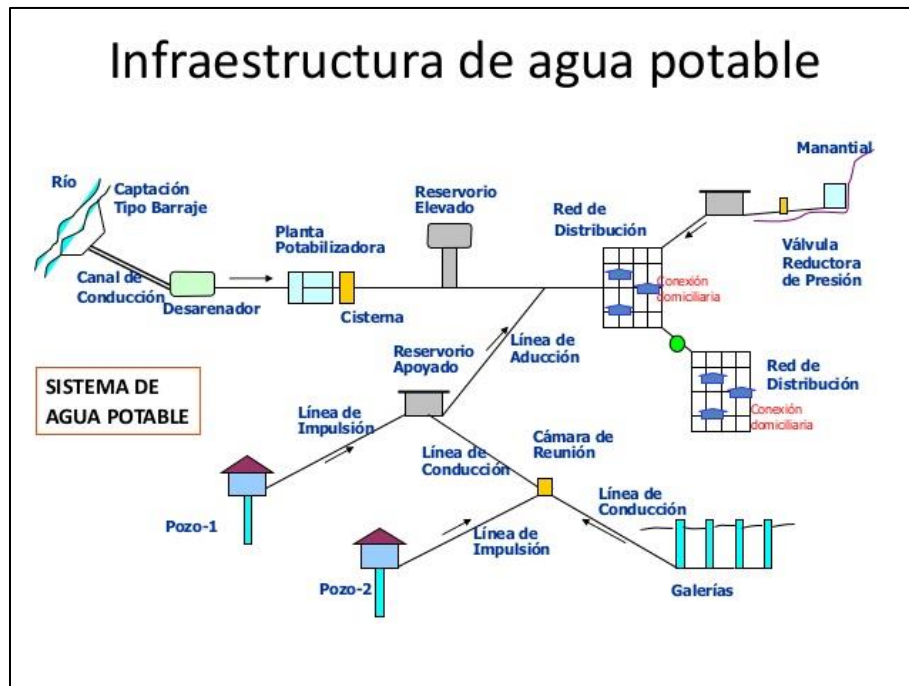 Infraestructura de agua potable
Río
Captación
Tipo Barraje
Canal de
Conducción
Desarenador
Planta
Potabilizadora
Cisterna
Reservorio
Elevado
Red de
Distribución
Conexión
domiciliaria
Manantial
Válvula
Reductora
de Presión
Reservorio
Apoyado
Línea de
Aducción
Red de
Distribución
Conexión
domiciliaria
SISTEMA DE
AGUA POTABLE
Línea de
Impulsión
Línea de
Conducción
Cámara de
Reunión
Línea de
Conducción
Pozo-1
Línea de
Impulsión
Pozo-2
Galerías